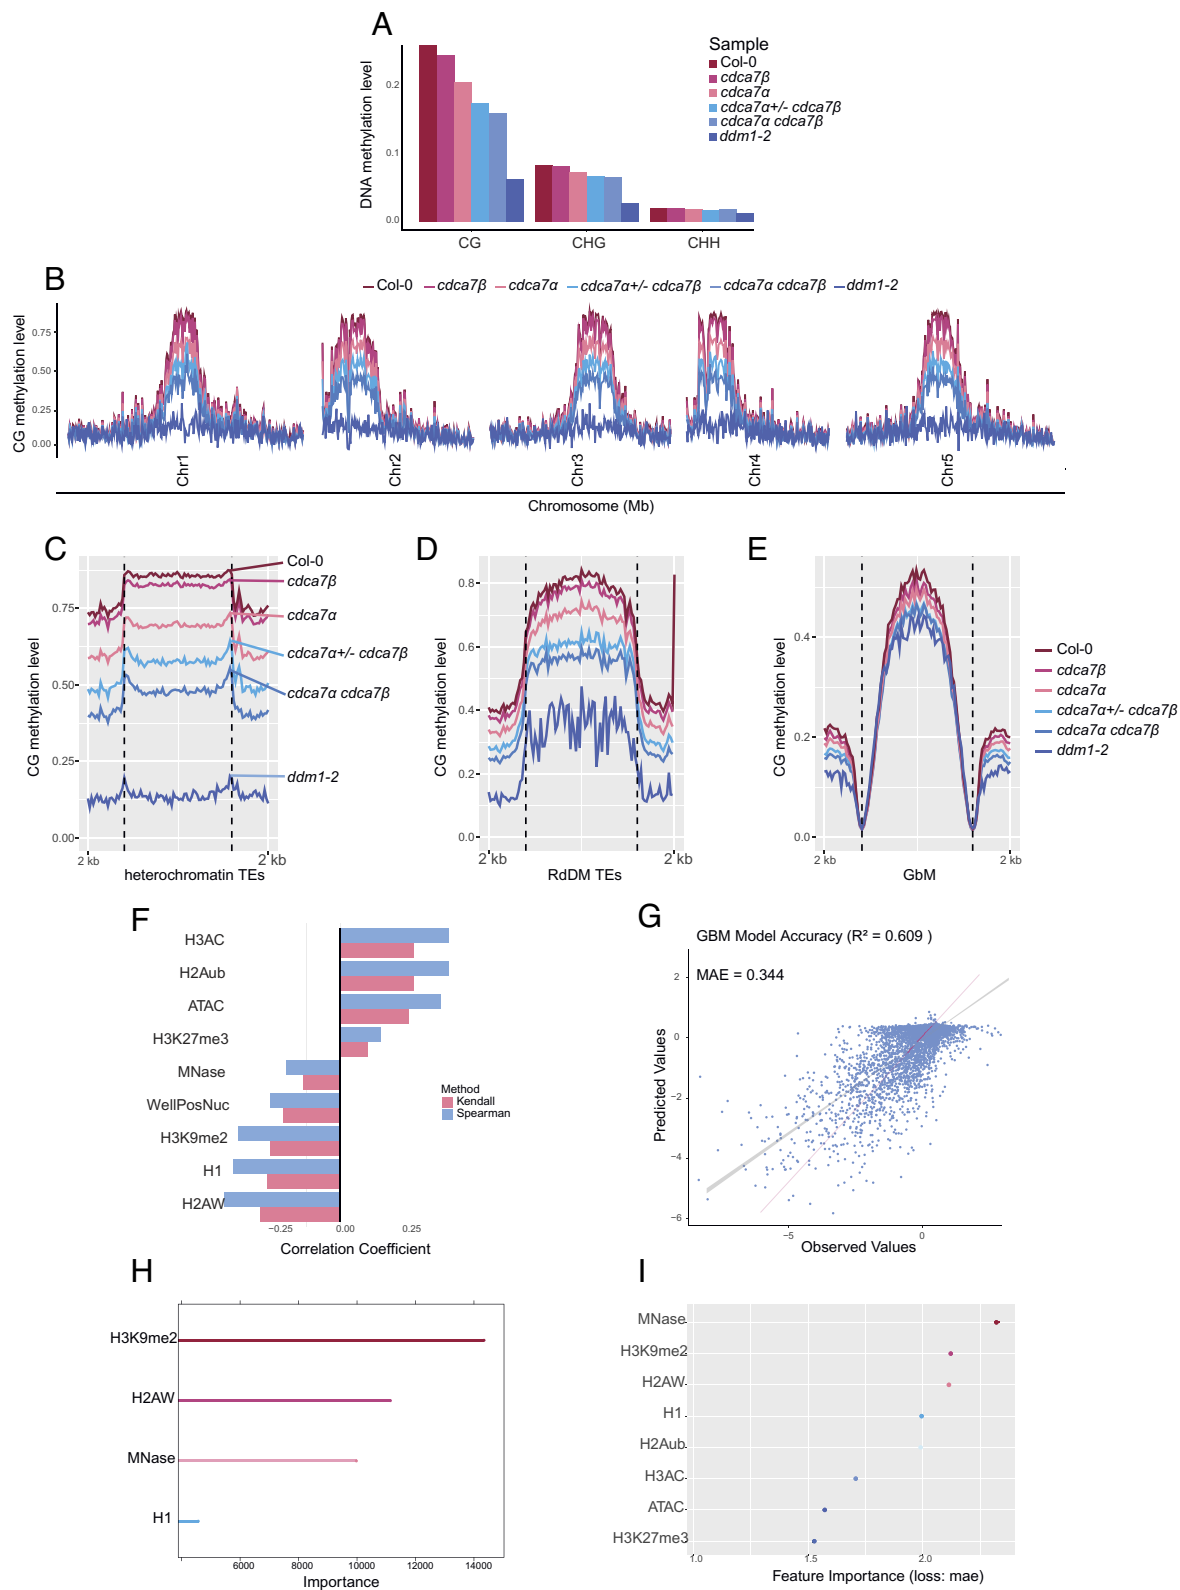 A
DNA methylation level
0.2
0.1
0.0
CG
CHG
CHH
Sample
Col-0
cdca7β
cdca7α
cdca7α+/- cdca7β
cdca7α cdca7β
ddm1-2
B
Col-0 cdca7β cdca7α cdca7α+/- cdca7β cdca7α cdca7β ddm1-2
CG methylation level
0.75
0.50
0.25
0.00
Chr1
Chr2
Chr3
Chr4
Chr5
Chromosome (Mb)
C
CG methylation level
0.75
0.50
0.25
0.00
Col-0
cdca7β
cdca7α
cdca7α+/- cdca7β
cdca7α cdca7β
ddm1-2
2 kb
2 kb
heterochromatin TEs
D
CG methylation level
0.8
0.6
0.4
0.2
0.0
2 kb
2 kb
RdDM TEs
E
CG methylation level
0.4
0.2
0.0
2 kb
2 kb
GbM
Col-0
cdca7β
cdca7α
cdca7α+/- cdca7β
cdca7α cdca7β
ddm1-2
F
H3AC
H2Aub
ATAC
H3K27me3
MNase
WellPosNuc
H3K9me2
H1
H2AW
Method
Kendall
Spearman
−0.25
0.00
0.25
Correlation Coefficient
G
GBM Model Accuracy (R² = 0.609 )
MAE = 0.344
Predicted Values
2
0
−2
−4
−6
−5
0
Observed Values
H
H3K9me2
H2AW
MNase
H1
6000
8000
10000
12000
14000
Importance
I
MNase
H3K9me2
H2AW
H1
H2Aub
H3AC
ATAC
H3K27me3
1.0
1.5
2.0
Feature Importance (loss: mae)